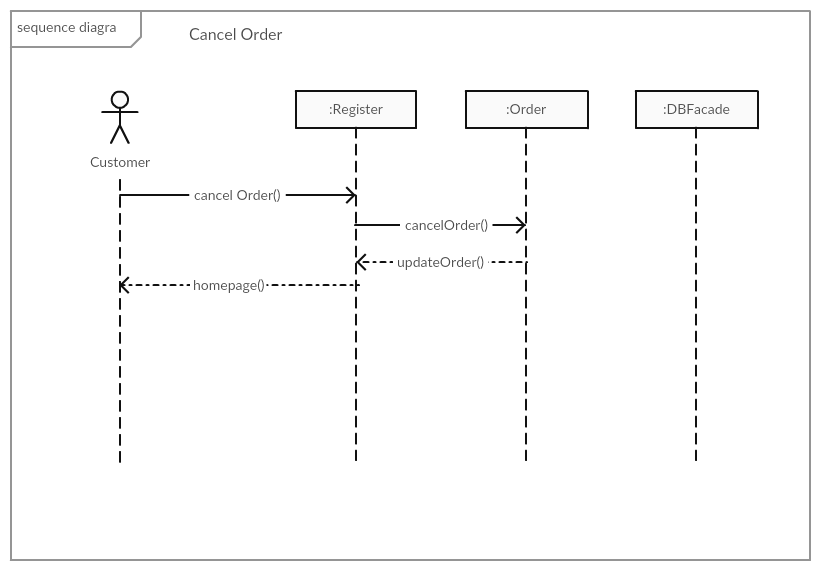 sequence diagra
Cancel Order
:Register
:Order
:DBFacade
Customer
cancel Order()
cancelOrder()
updateOrder()
homepage()